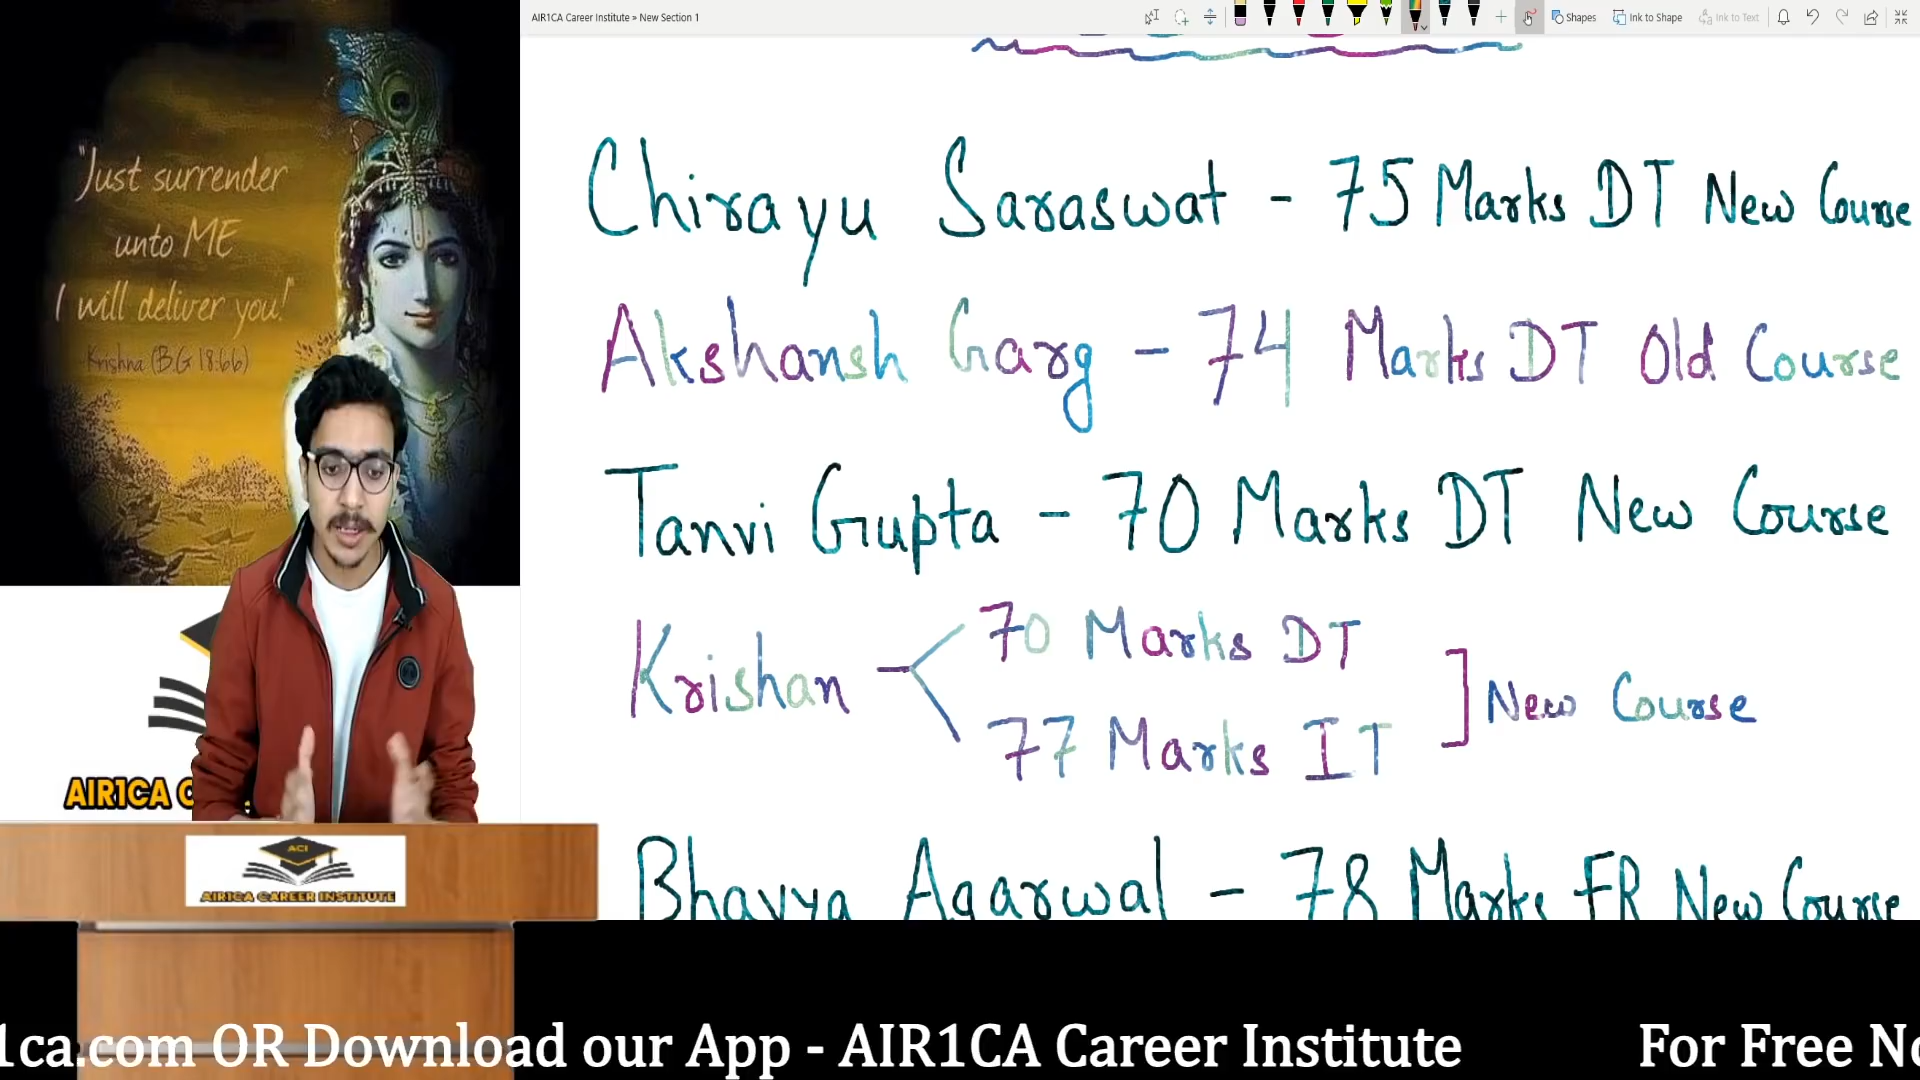 AIR1CA Career Institute » New Section 1
Shapes
Ink to Shape
Ink to Text
"Just surrender
unto ME
I will deliver you!"
- Krishna (B.G 18:66)
Chirayu Saraswat - 75 Marks DT New Course
Akshansh Garg - 74 Marks DT Old Course
Tanvi Gupta - 70 Marks DT New Course
Krishan
70 Marks DT
77 Marks IT
New Course
Bhavya Agarwal - 78 Marks FR New Course
AIR1CA
ACI
AIR1CA CAREER INSTITUTE
1ca.com OR Download our App - AIR1CA Career Institute
For Free